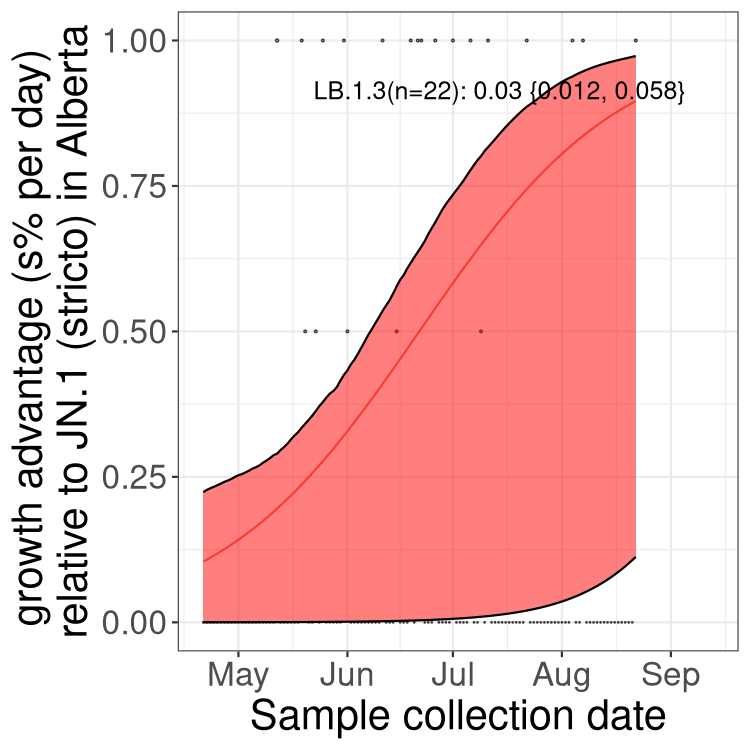 growth advantage (s% per day)
relative to JN.1 (stricto) in Alberta
1.00
0.75
0.50
0.25
0.00
LB.1.3(n=22): 0.03 {0.012, 0.058}
May Jun Jul Aug Sep
Sample collection date